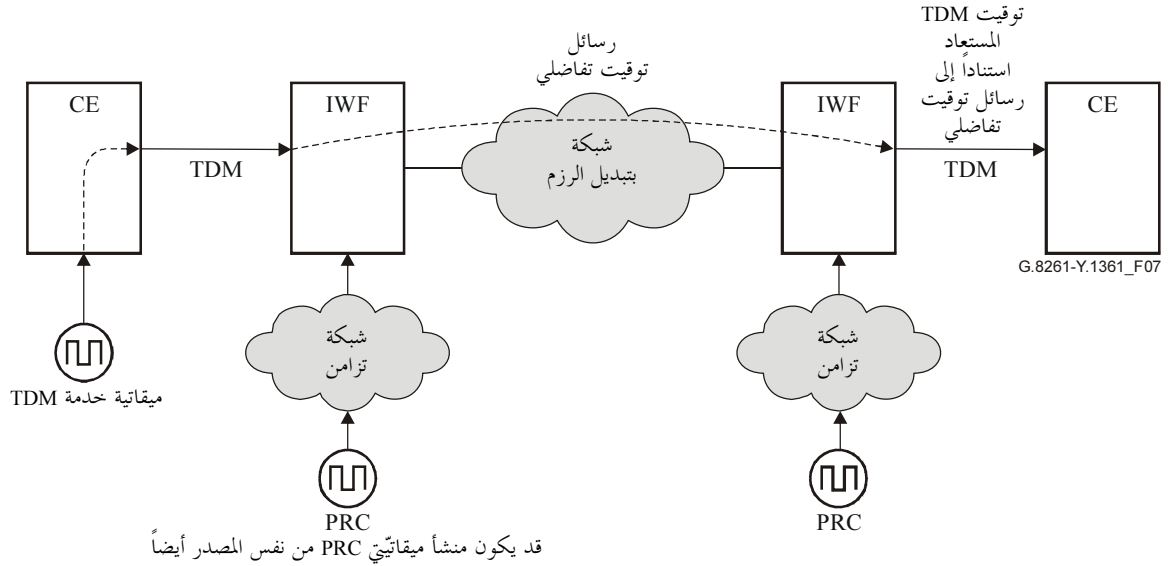 توقيت TDM
المستعاد
استناداً إلى
رسائل توقيت
تفاضلي
رسائل
توقيت تفاضلي
CE
IWF
IWF
CE
شبكة
بتبديل الرزم
TDM
TDM
G.8261-Y.1361_F07
شبكة
تزامن
شبكة
تزامن
ميقاتية خدمة TDM
PRC
PRC
قد يكون منشأ ميقاتيّتي PRC من نفس المصدر أيضاً